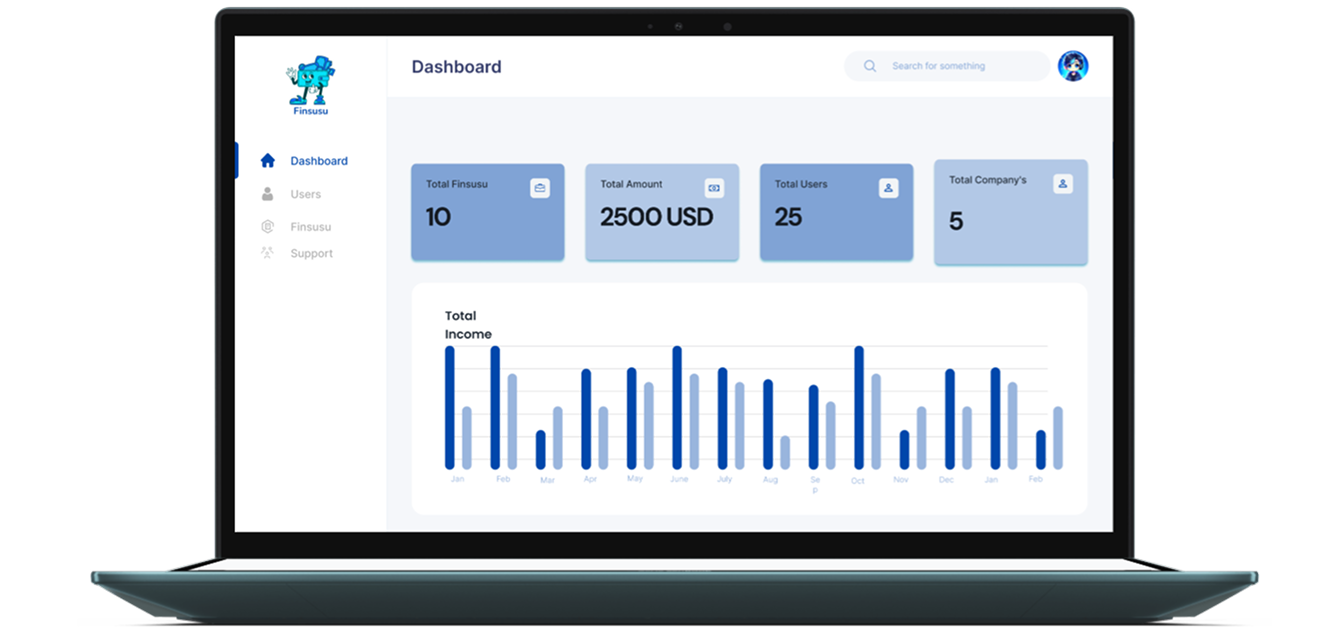 Finsusu
Dashboard
Users
Finsusu
Support
Dashboard
Search for something
Total Finsusu
10
Total Amount
2500 USD
Total Users
25
Total Company's
5
Total
Income
Jan Feb Mar Apr May June July Aug Se Oct Nov Dec Jan Feb
p